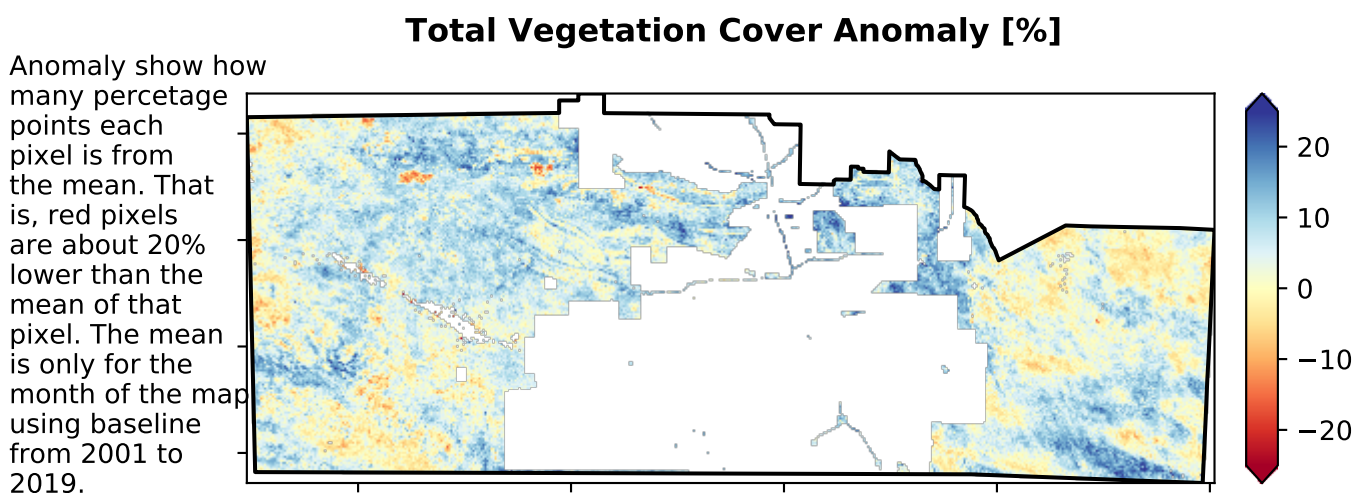 Total Vegetation Cover Anomaly [%]
Anomaly show how
many percetage
points each
pixel is from
the mean. That
is, red pixels
are about 20%
lower than the
mean of that
pixel. The mean
is only for the
month of the map
using baseline
from 2001 to
2019.
20
10
0
−10
−20